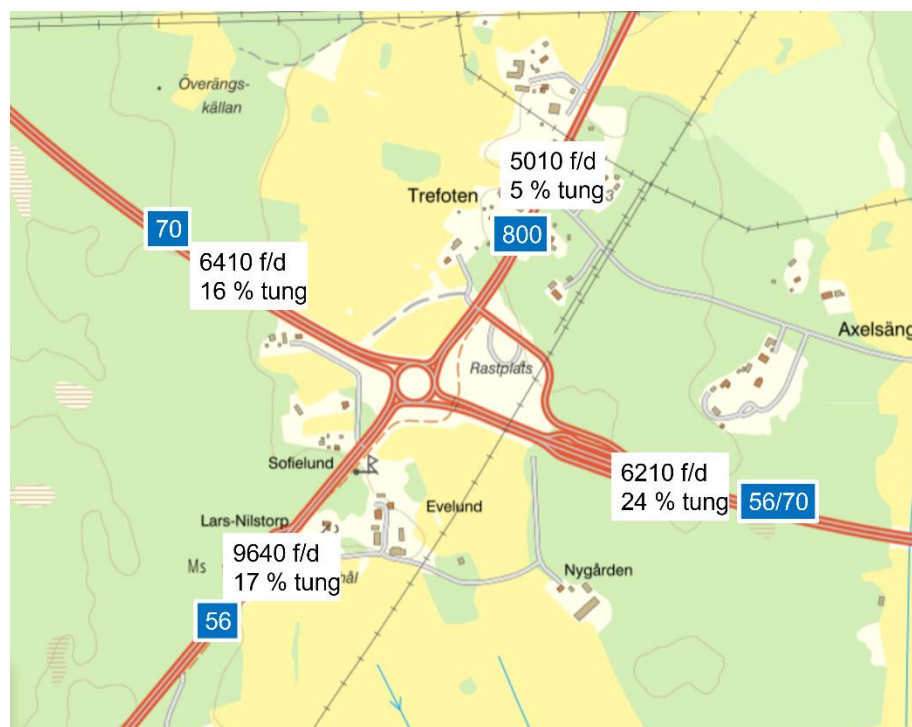 Överängs-
källan
5010 f/d
5 % tung
Trefoten
3
800
70
6410 f/d
16 % tung
Axelsäng
Rastplats
Sofielund
6210 f/d
24 % tung
56/70
Evelund
Lars-Nilstorp
9640 f/d
17 % tung
Ms
Nygården
56